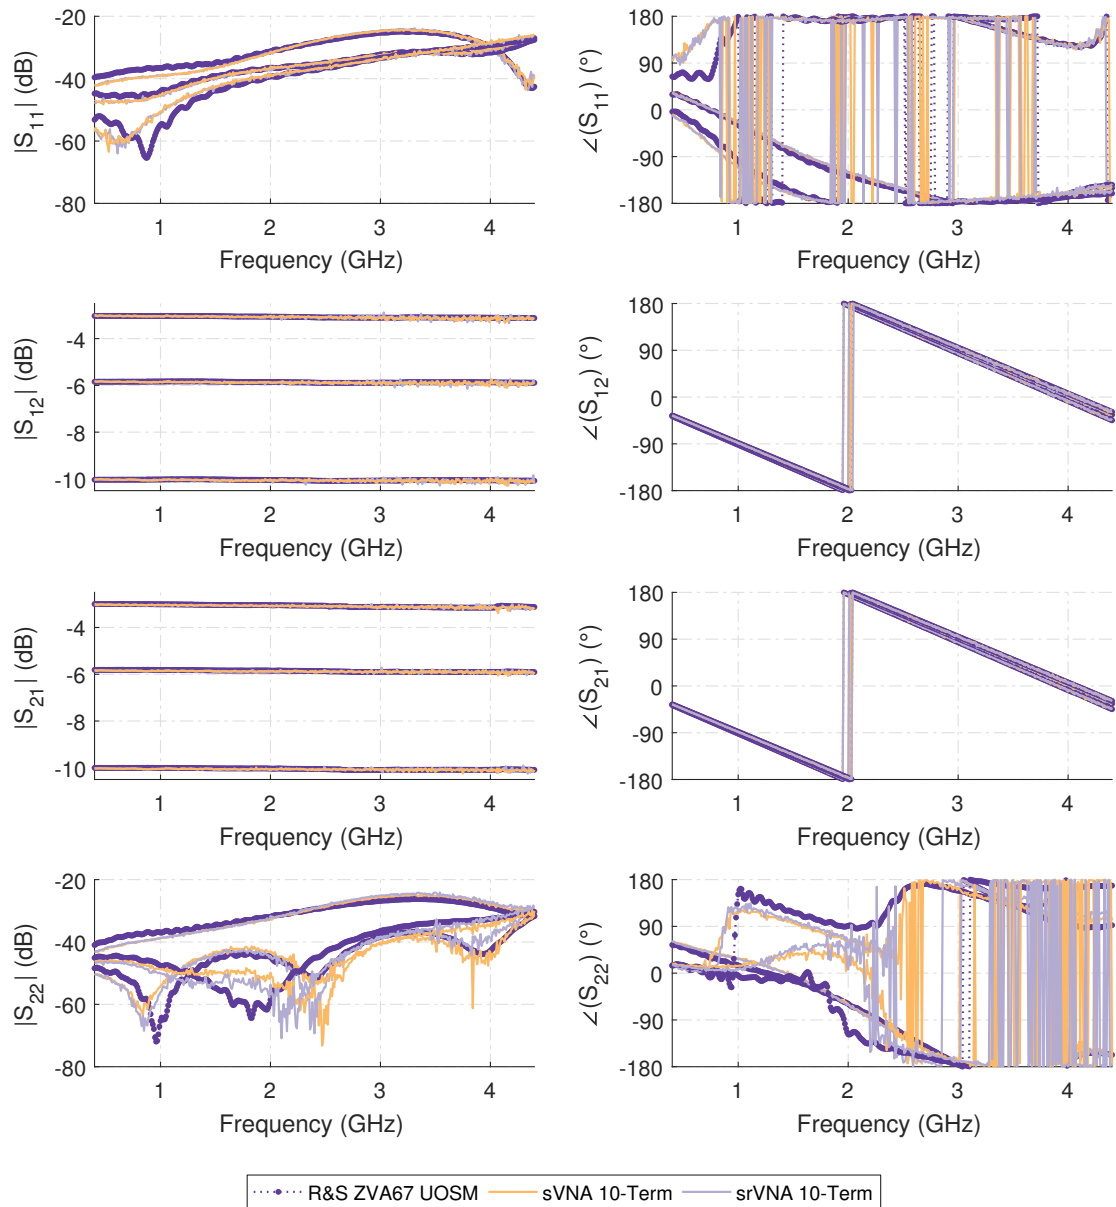 -20
-40
-60
-80
|S11| (dB)
1 2 3 4
Frequency (GHz)
180
90
0
-90
-180
∠(S11) (°)
1 2 3 4
Frequency (GHz)
-4
-6
-8
-10
|S12| (dB)
1 2 3 4
Frequency (GHz)
180
90
0
-90
-180
∠(S12) (°)
1 2 3 4
Frequency (GHz)
-4
-6
-8
-10
|S21| (dB)
1 2 3 4
Frequency (GHz)
180
90
0
-90
-180
∠(S21) (°)
1 2 3 4
Frequency (GHz)
-20
-40
-60
-80
|S22| (dB)
1 2 3 4
Frequency (GHz)
180
90
0
-90
-180
∠(S22) (°)
1 2 3 4
Frequency (GHz)
R&S ZVA67 UOSM sVNA 10-Term srVNA 10-Term